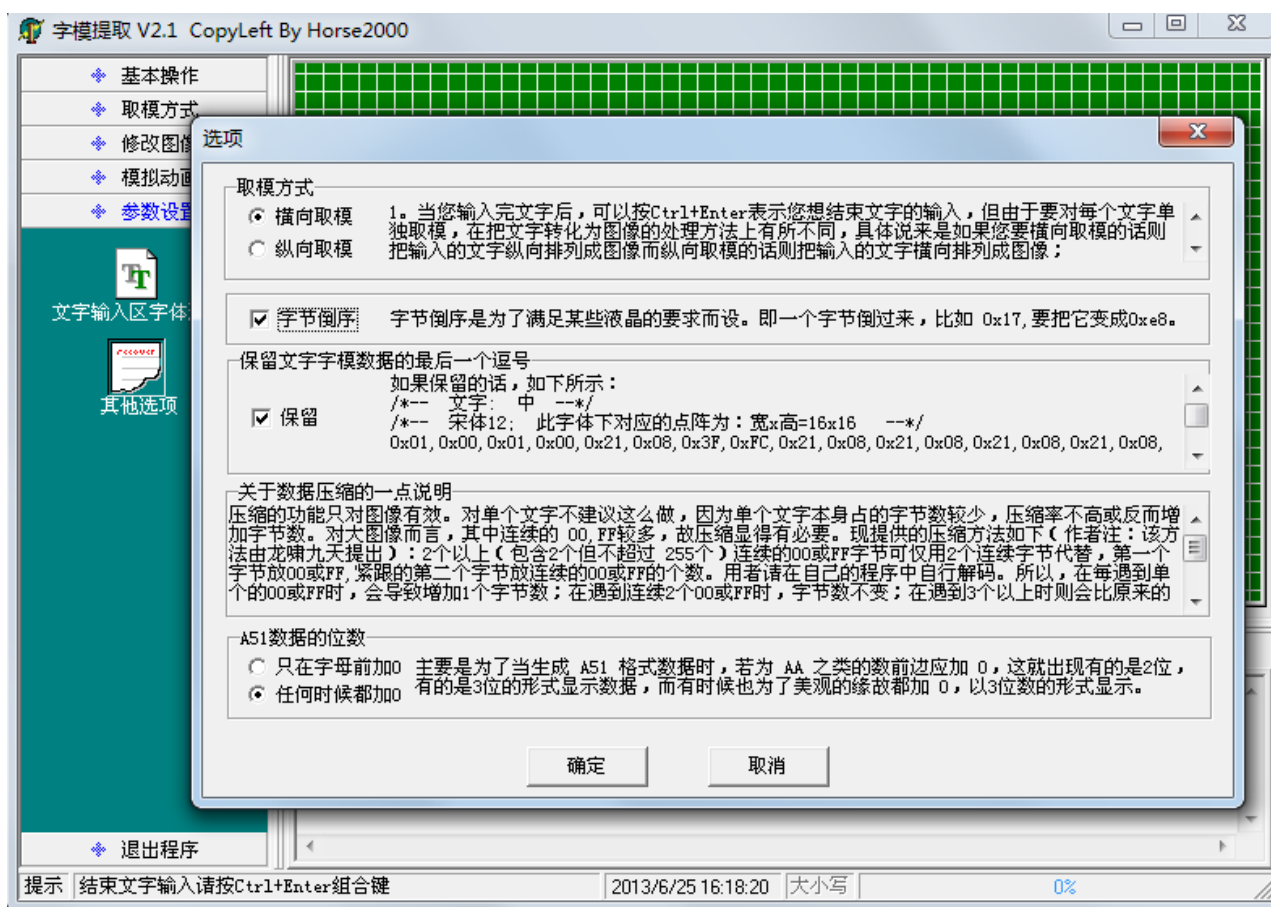 字模提取 V2.1 CopyLeft By Horse2000
基本操作
取模方式
修改图像
模拟动画
参数设置
文字输入区字体
其他选项
退出程序
选项
取模方式
横向取模
纵向取模
1。当您输入完文字后，可以按Ctrl+Enter表示您想结束文字的输入，但由于要对每个文字单
独取模，在把文字转化为图像的处理方法上有所不同，具体说来是如果您要横向取模的话则
把输入的文字纵向排列成图像而纵向取模的话则把输入的文字横向排列成图像；
字节倒序
字节倒序是为了满足某些液晶的要求而设。即一个字节倒过来，比如 0x17,要把它变成0xe8。
保留文字字模数据的最后一个逗号
保留
如果保留的话，如下所示：
/*-- 文字: 中 --*/
/*-- 宋体12; 此字体下对应的点阵为：宽x高=16x16 --*/
0x01,0x00,0x01,0x00,0x21,0x08,0x3F,0xFC,0x21,0x08,0x21,0x08,0x21,0x08,0x21,0x08,
关于数据压缩的一点说明
压缩的功能只对图像有效。对单个文字不建议这么做，因为单个文字本身占的字节数较少，压缩率不高或反而增
加字节数。对大图像而言，其中连续的 00,FF较多，故压缩显得有必要。现提供的压缩方法如下（作者注：该方
法由龙啸九天提出）：2个以上（包含2个但不超过 255个）连续的00或FF字节可仅用2个连续字节代替，第一个
字节放00或FF,紧跟的第二个字节放连续的00或FF的个数。用者请在自己的程序中自行解码。所以，在每遇到单
个的00或FF时，会导致增加1个字节数；在遇到连续2个00或FF时，字节数不变；在遇到3个以上时则会比原来的
A51数据的位数
只在字母前加0
任何时候都加0
主要是为了当生成 A51 格式数据时，若为 AA 之类的数前边应加 0，这就出现有的是2位，
有的是3位的形式显示数据，而有时候也为了美观的缘故都加 0，以3位数的形式显示。
确定
取消
提示
结束文字输入请按Ctrl+Enter组合键
2013/6/25 16:18:20
大小写
0%